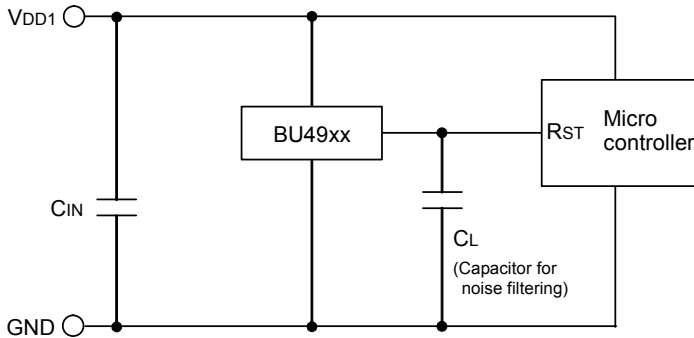 VDD1
BU49xx
RST
Micro
controller
CIN
CL
(Capacitor for
noise filtering)
GND